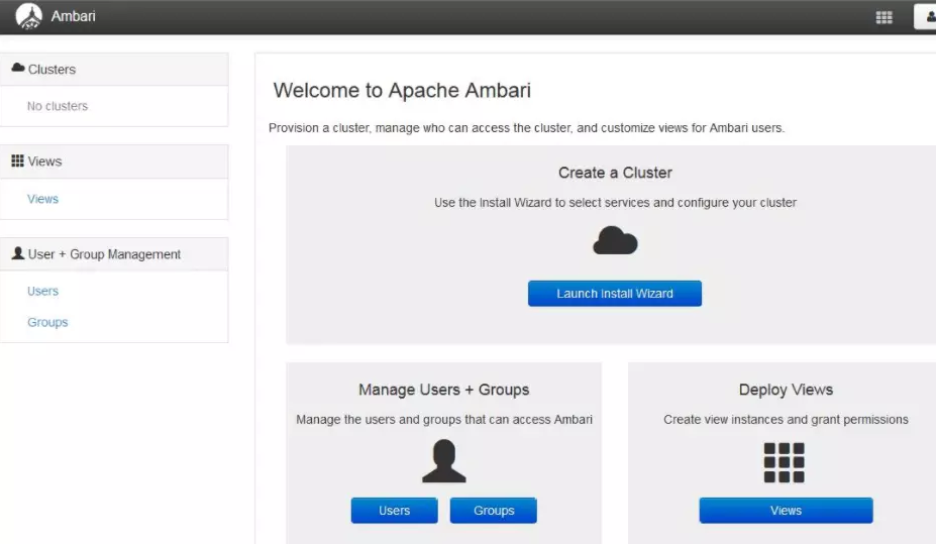 Ambari
Clusters
No clusters
Views
Views
User + Group Management
Users
Groups
Welcome to Apache Ambari
Provision a cluster, manage who can access the cluster, and customize views for Ambari users.
Create a Cluster
Use the Install Wizard to select services and configure your cluster
Launch Install Wizard
Manage Users + Groups
Manage the users and groups that can access Ambari
Users
Groups
Deploy Views
Create view instances and grant permissions
Views